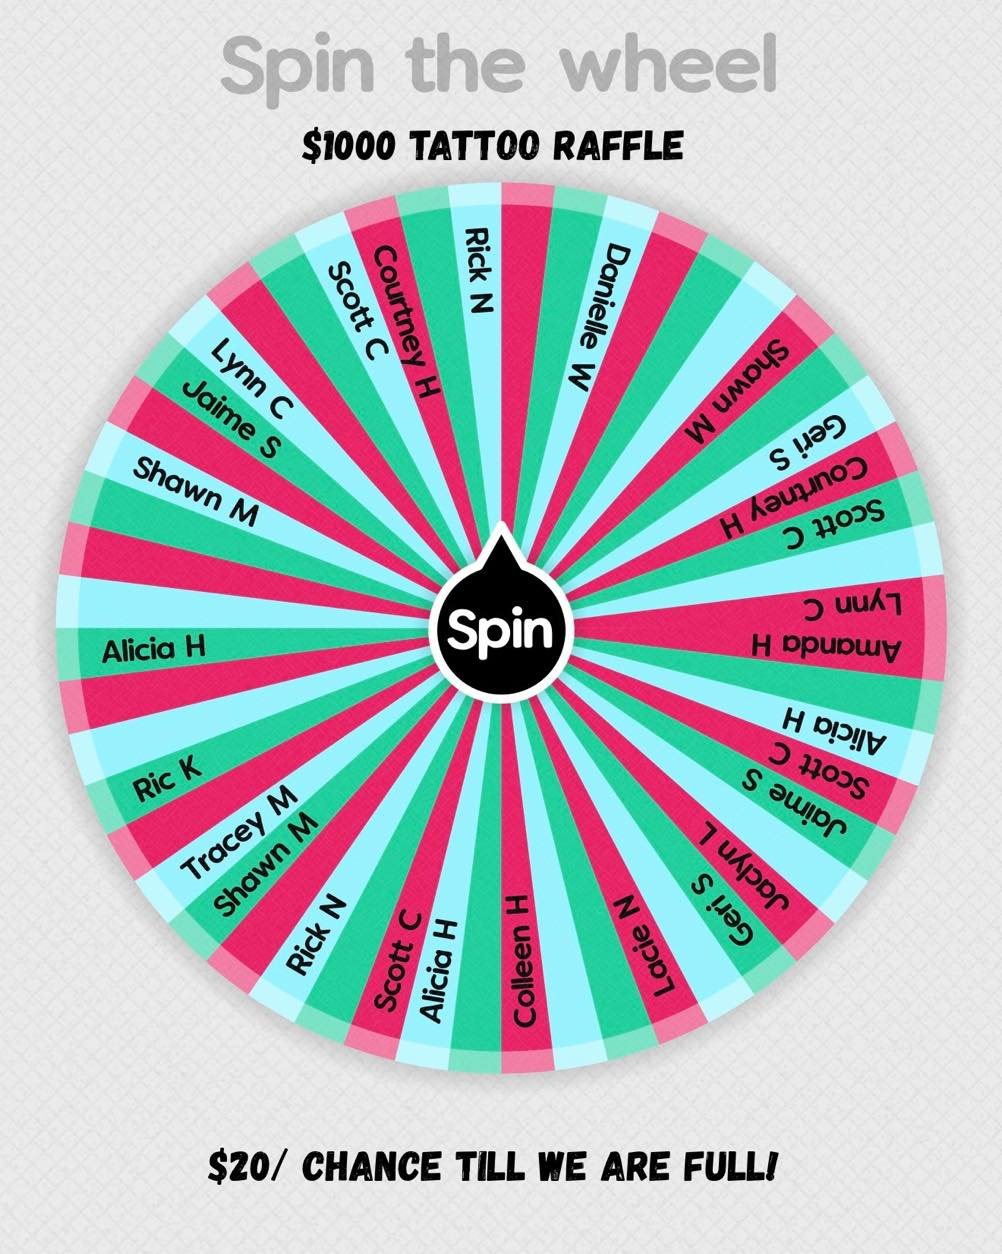 Spin the wheel
$1000 TATTOO RAFFLE
Rick N
Danielle W
Shawn M
Geri S
Courtney H
Scott C
Lynn C
Amanda H
Alicia H
Scott C
Jaime S
Jaclyn L
Geri S
Lacie N
Colleen H
Alicia H
Scott C
Rick N
Shawn M
Tracey M
Ric K
Alicia H
Shawn M
Jaime S
Lynn C
Scott C
Courtney H
Spin
$20/ CHANCE TILL WE ARE FULL!